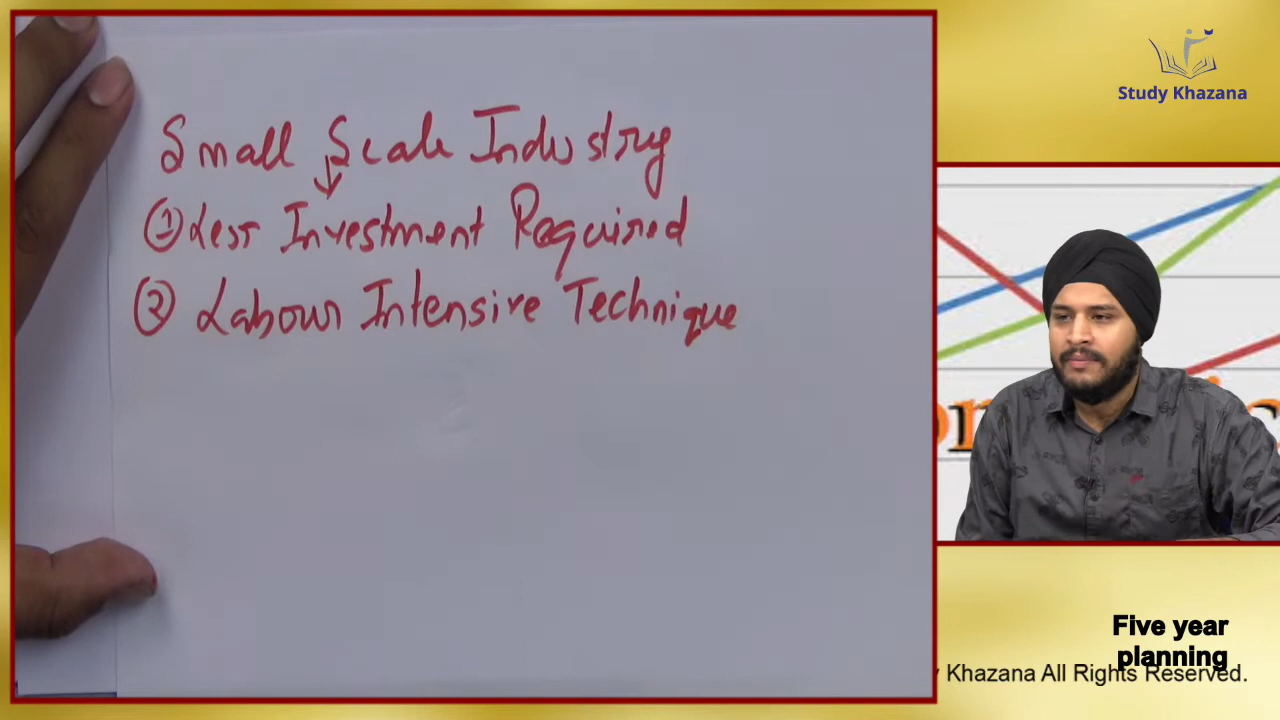 Small Scale Industry
① Less Investment Required
② Labour Intensive Technique
Study Khazana
Five year
planning
y Khazana All Rights Reserved.